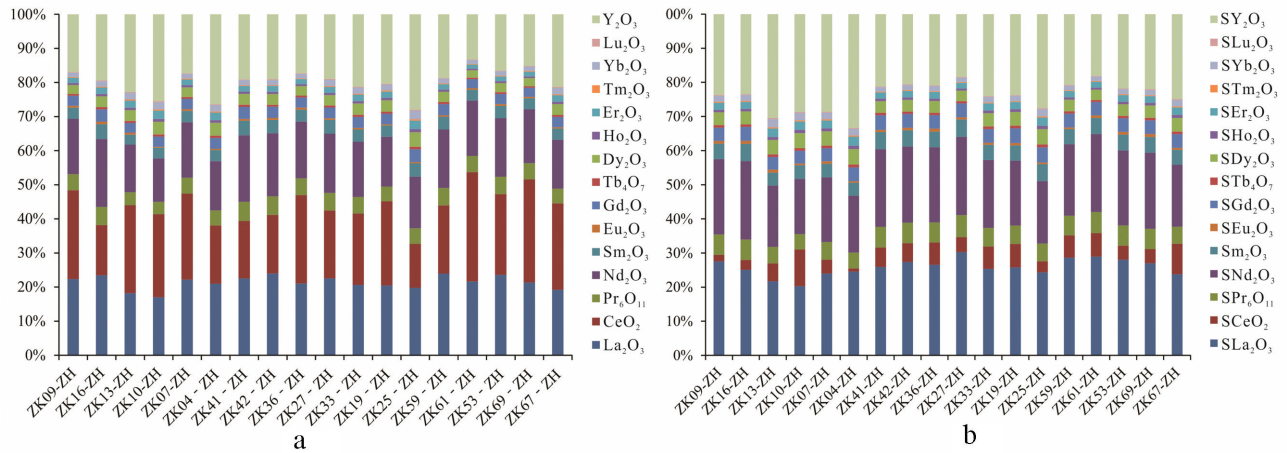 100%
90%
80%
70%
60%
50%
40%
30%
20%
10%
0%
ZK09-ZH
ZK16-ZH
ZK13-ZH
ZK10-ZH
ZK07-ZH
ZK04 - ZH
ZK41 - ZH
ZK42 - ZH
ZK36 - ZH
ZK27 - ZH
ZK33 - ZH
ZK19 - ZH
ZK25 - ZH
ZK59 - ZH
ZK61 - ZH
ZK53 - ZH
ZK69 - ZH
ZK67 - ZH
Y₂O₃
Lu₂O₃
Yb₂O₃
Tm₂O₃
Er₂O₃
Ho₂O₃
Dy₂O₃
Tb₄O₇
Gd₂O₃
Eu₂O₃
Sm₂O₃
Nd₂O₃
Pr₆O₁₁
CeO₂
La₂O₃
a
100%
90%
80%
70%
60%
50%
40%
30%
20%
10%
0%
ZK09-ZH
ZK16-ZH
ZK13-ZH
ZK10-ZH
ZK07-ZH
ZK04-ZH
ZK41-ZH
ZK42-ZH
ZK36-ZH
ZK27-ZH
ZK33-ZH
ZK19-ZH
ZK25-ZH
ZK59-ZH
ZK61-ZH
ZK53-ZH
ZK69-ZH
ZK67-ZH
SY₂O₃
SLu₂O₃
SYb₂O₃
STm₂O₃
SEr₂O₃
SHo₂O₃
SDy₂O₃
STb₄O₇
SGd₂O₃
SEu₂O₃
Sm₂O₃
SNd₂O₃
SPr₆O₁₁
SCeO₂
SLa₂O₃
b